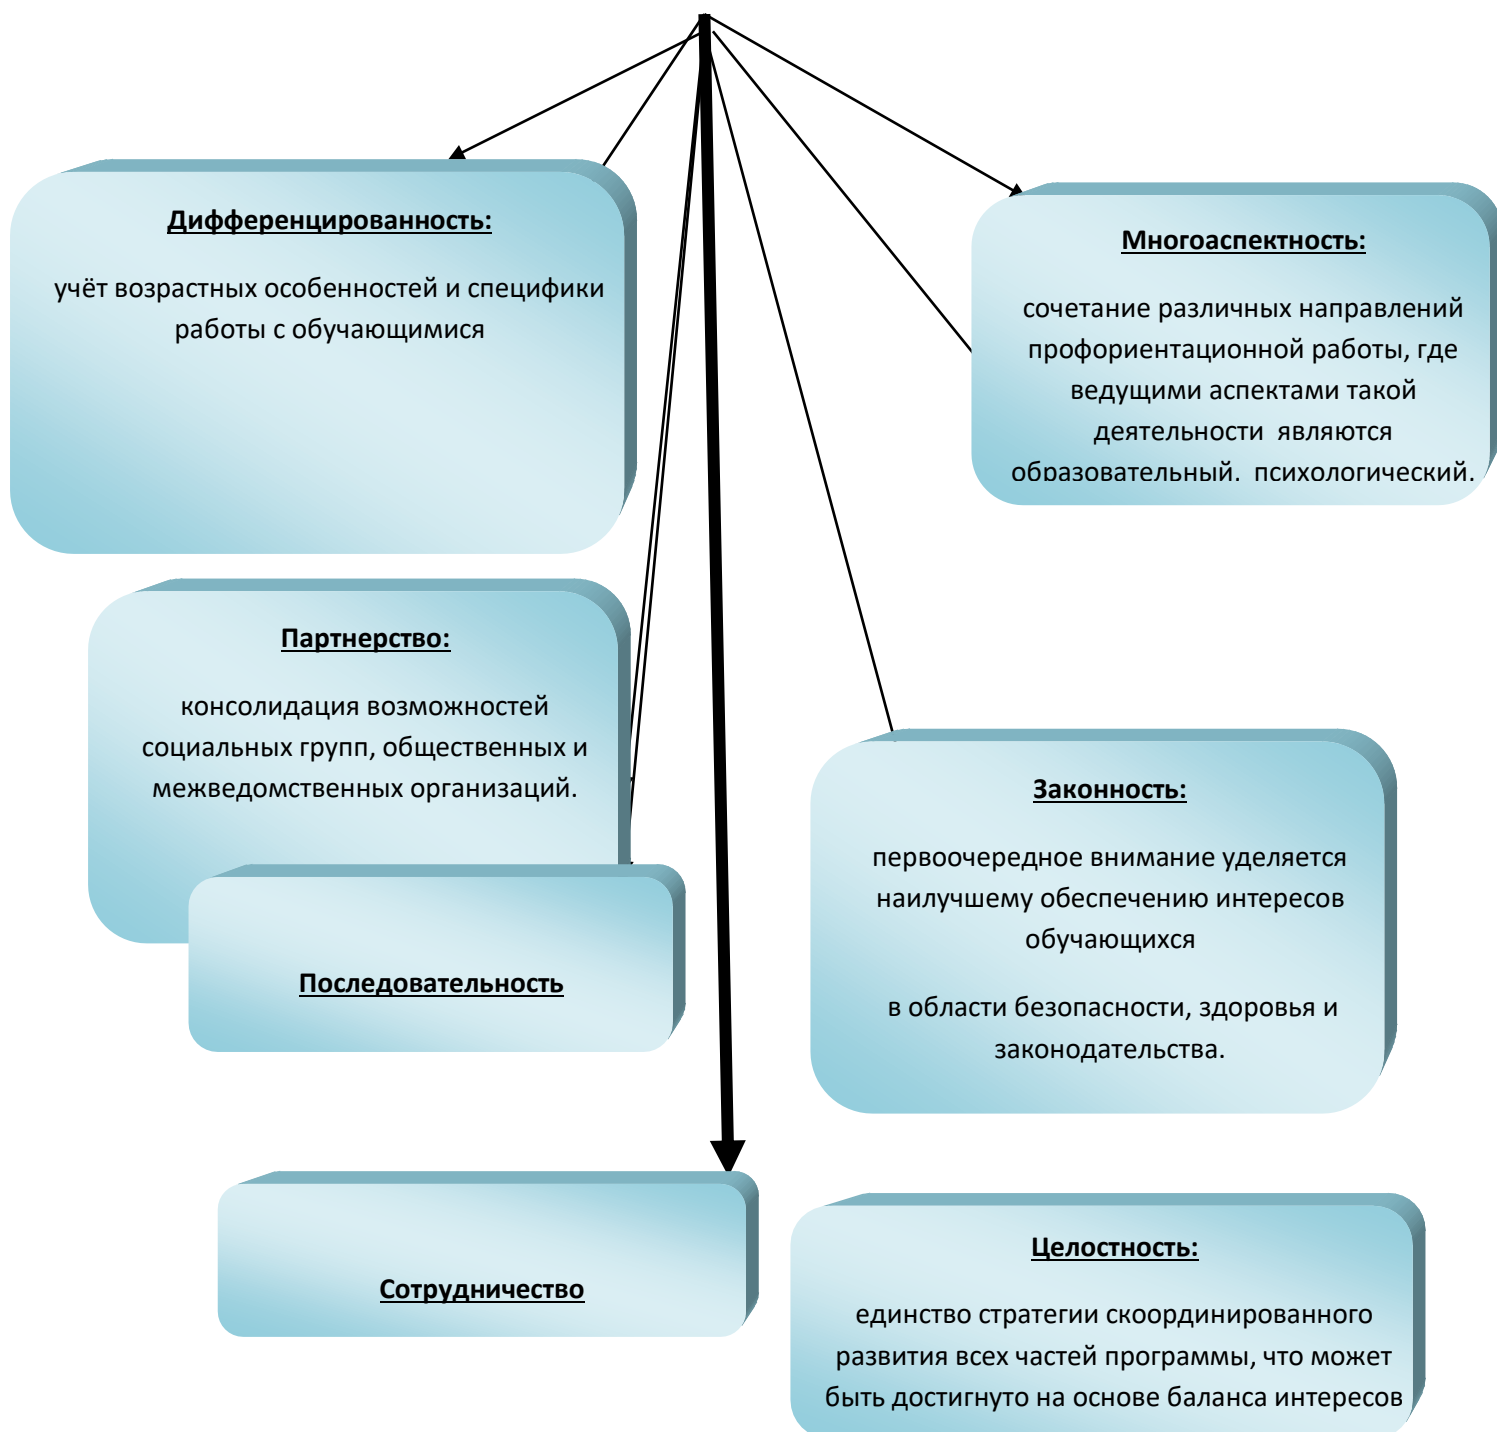 Дифференцированность:
учёт возрастных особенностей и специфики
работы с обучающимися
Многоаспектность:
сочетание различных направлений
профориентационной работы, где
ведущими аспектами такой
деятельности являются
образовательный, психологический,
Партнерство:
консолидация возможностей
социальных групп, общественных и
межведомственных организаций.
Законность:
первоочередное внимание уделяется
наилучшему обеспечению интересов
обучающихся
в области безопасности, здоровья и
законодательства.
Последовательность
Сотрудничество
Целостность:
единство стратегии скоординированного
развития всех частей программы, что может
быть достигнуто на основе баланса интересов